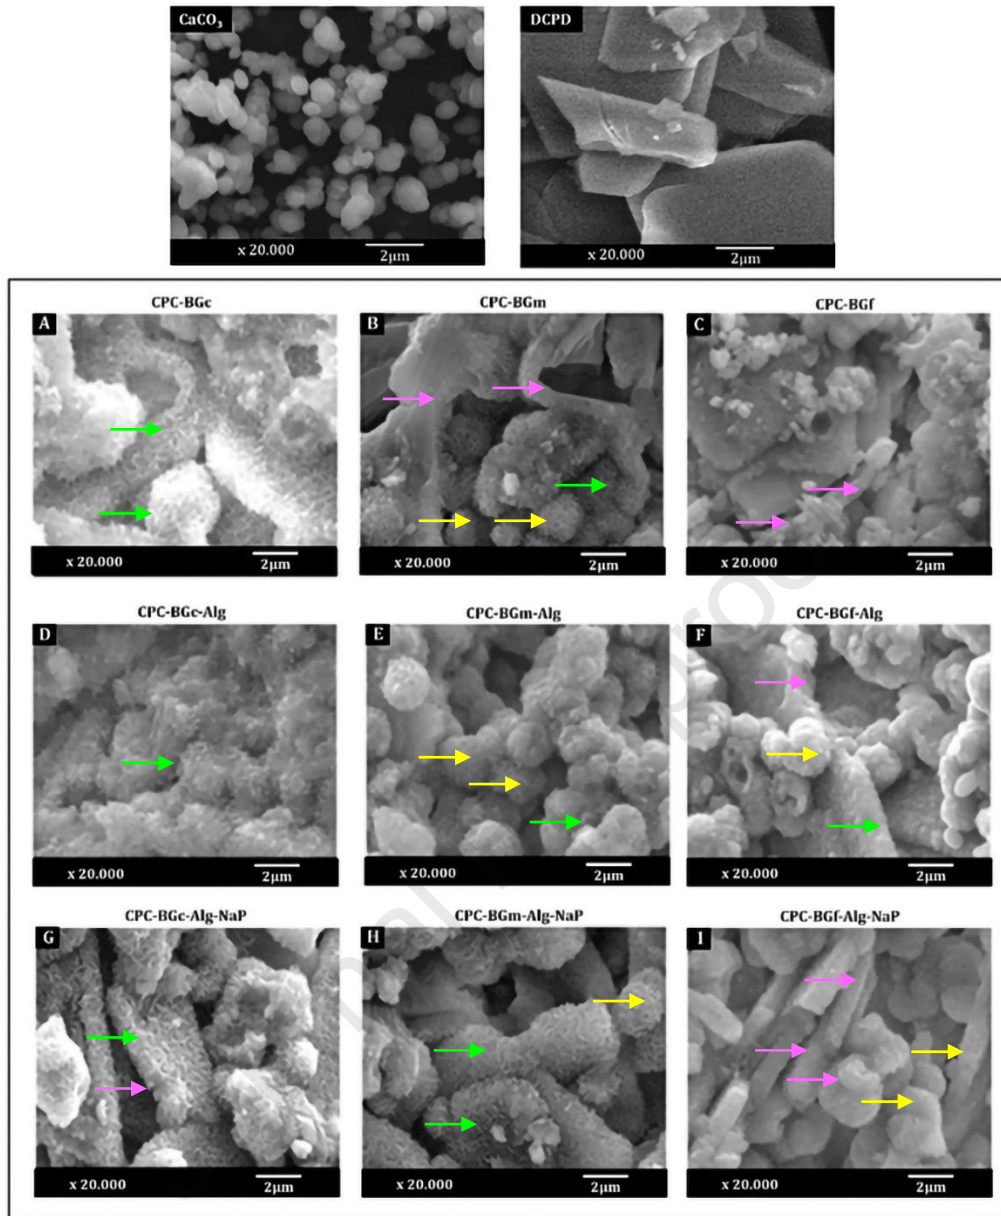 CaCO₃ DCPD
x 20.000 2µm x 20.000 2µm
CPC-BGc CPC-BGm CPC-BGf
A B C
x 20.000 2µm x 20.000 2µm x 20.000 2µm
CPC-BGc-Alg CPC-BGm-Alg CPC-BGf-Alg
D E F
x 20.000 2µm x 20.000 2µm x 20.000 2µm
CPC-BGc-Alg-NaP CPC-BGm-Alg-NaP CPC-BGf-Alg-NaP
G H I
x 20.000 2µm x 20.000 2µm x 20.000 2µm